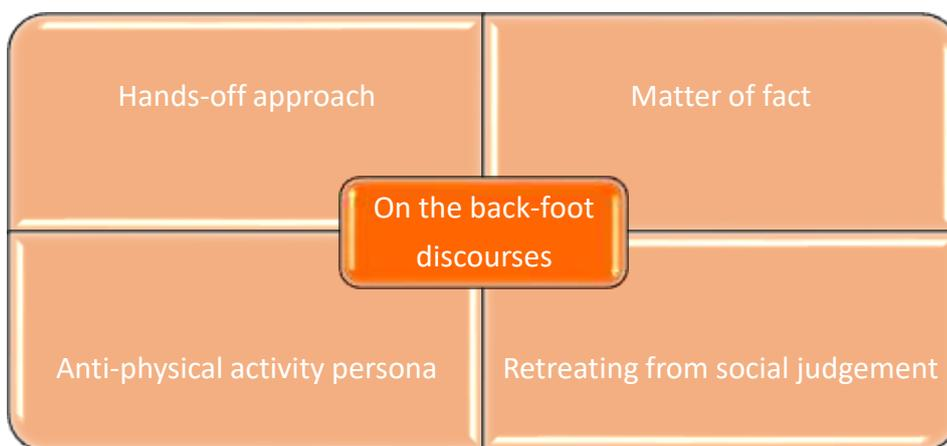 Hands-off approach
Matter of fact
On the back-foot
discourses
Anti-physical activity persona
Retreating from social judgement